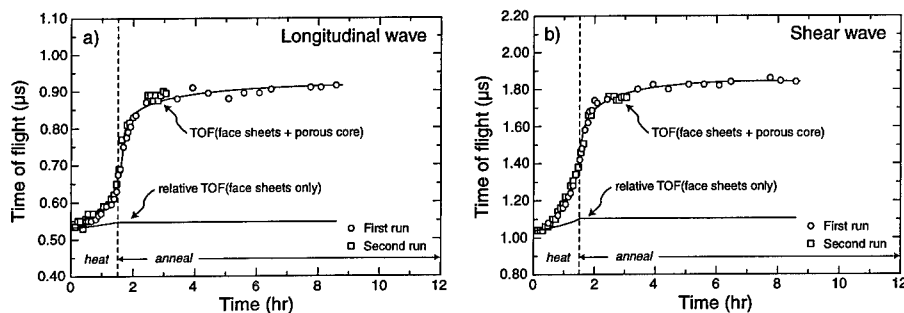 a)
Longitudinal wave
1.10
1.00
0.90
0.80
0.70
0.60
0.50
0.40
Time of flight (µs)
TOF(face sheets + porous core)
relative TOF(face sheets only)
First run
Second run
heat
anneal
0
2
4
6
8
10
12
Time (hr)
b)
Shear wave
2.20
2.00
1.80
1.60
1.40
1.20
1.00
0.80
Time of flight (µs)
TOF(face sheets + porous core)
relative TOF(face sheets only)
First run
Second run
heat
anneal
0
2
4
6
8
10
12
Time (hr)